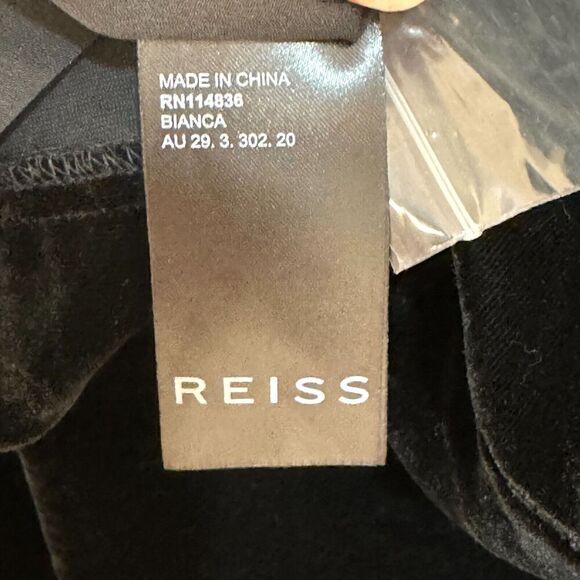 MADE IN CHINA
RN114836
BIANCA
AU 29. 3. 302. 20
REISS